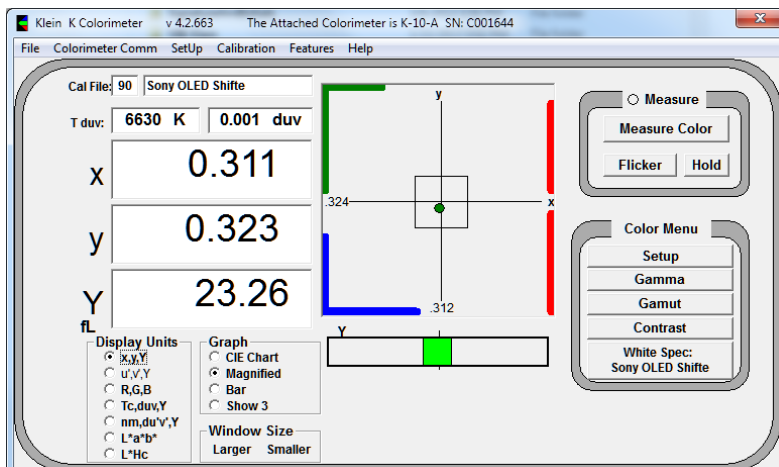 Klein K Colorimeter v 4.2.663 The Attached Colorimeter is K-10-A SN: C001644
File Colorimeter Comm SetUp Calibration Features Help
Cal File: 90 Sony OLED Shifte
T duv: 6630 K 0.001 duv
x 0.311
y 0.323
Y 23.26
fL
y
.324
x
.312
Y
Measure
Measure Color
Flicker Hold
Color Menu
Setup
Gamma
Gamut
Contrast
White Spec:
Sony OLED Shifte
Display Units
x,y,Y
u',v',Y
R,G,B
Tc,duv,Y
nm,du'v',Y
L*a*b*
L*Hc
Graph
CIE Chart
Magnified
Bar
Show 3
Window Size
Larger Smaller